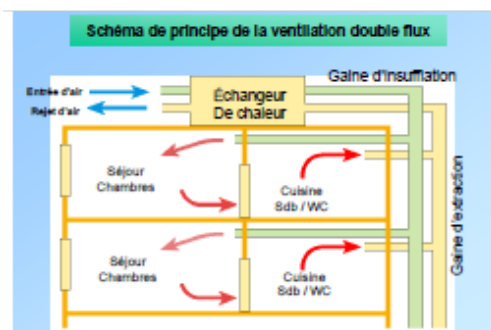 Schéma de principe de la ventilation double flux
Gaine d'insufflation
Entrée d'air
Rejet d'air
Échangeur
De chaleur
Séjour
Chambres
Cuisine
Sdb / WC
Gaine d'extraction
Séjour
Chambres
Cuisine
Sdb / WC